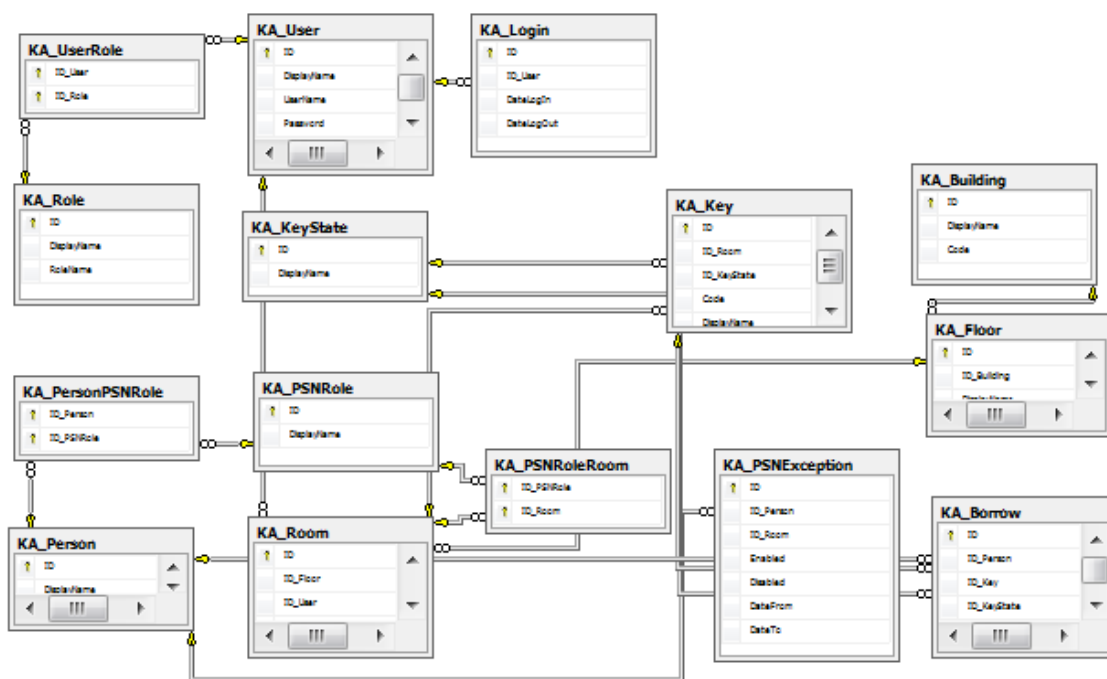 KA_User
ID
DisplayName
UserName
Password
KA_Login
ID
ID_User
DateLogIn
DateLogOut
KA_UserRole
ID_User
ID_Role
KA_Role
ID
DisplayName
RoleName
KA_KeyState
ID
DisplayName
KA_Key
ID
ID_Room
ID_KeyState
Code
DisplayName
KA_Building
ID
DisplayName
Code
KA_Floor
ID
ID_Building
DisplayName
KA_PersonPSNRole
ID_Person
ID_PSNRole
KA_PSNRole
ID
DisplayName
KA_PSNRoleRoom
ID_PSNRole
ID_Room
KA_PSNException
ID
ID_Person
ID_Room
Enabled
Disabled
DateFrom
DateTo
KA_Borrow
ID
ID_Person
ID_Key
ID_KeyState
KA_Person
ID
DisplayName
KA_Room
ID
ID_Floor
ID_User